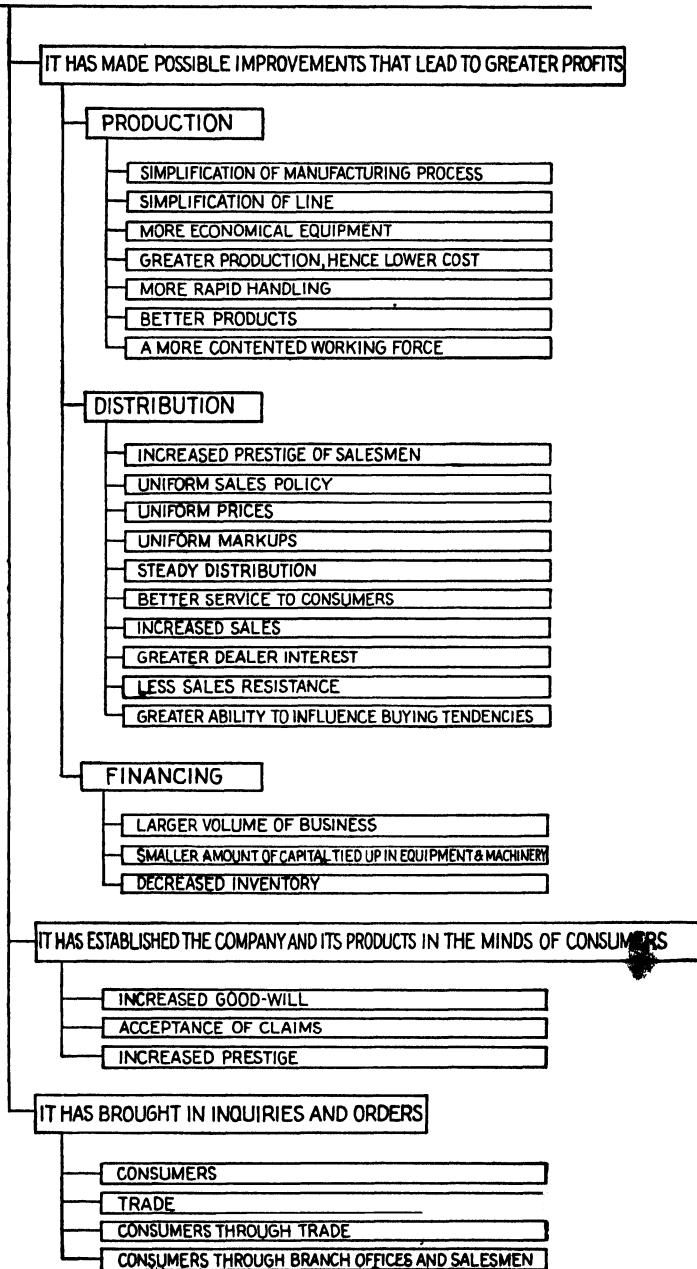 IT HAS MADE POSSIBLE IMPROVEMENTS THAT LEAD TO GREATER PROFITS
PRODUCTION
SIMPLIFICATION OF MANUFACTURING PROCESS
SIMPLIFICATION OF LINE
MORE ECONOMICAL EQUIPMENT
GREATER PRODUCTION, HENCE LOWER COST
MORE RAPID HANDLING
BETTER PRODUCTS
A MORE CONTENTED WORKING FORCE
DISTRIBUTION
INCREASED PRESTIGE OF SALESMEN
UNIFORM SALES POLICY
UNIFORM PRICES
UNIFORM MARKUPS
STEADY DISTRIBUTION
BETTER SERVICE TO CONSUMERS
INCREASED SALES
GREATER DEALER INTEREST
LESS SALES RESISTANCE
GREATER ABILITY TO INFLUENCE BUYING TENDENCIES
FINANCING
LARGER VOLUME OF BUSINESS
SMALLER AMOUNT OF CAPITAL TIED UP IN EQUIPMENT & MACHINERY
DECREASED INVENTORY
IT HAS ESTABLISHED THE COMPANY AND ITS PRODUCTS IN THE MINDS OF CONSUMERS
INCREASED GOOD-WILL
ACCEPTANCE OF CLAIMS
INCREASED PRESTIGE
IT HAS BROUGHT IN INQUIRIES AND ORDERS
CONSUMERS
TRADE
CONSUMERS THROUGH TRADE
CONSUMERS THROUGH BRANCH OFFICES AND SALESMEN